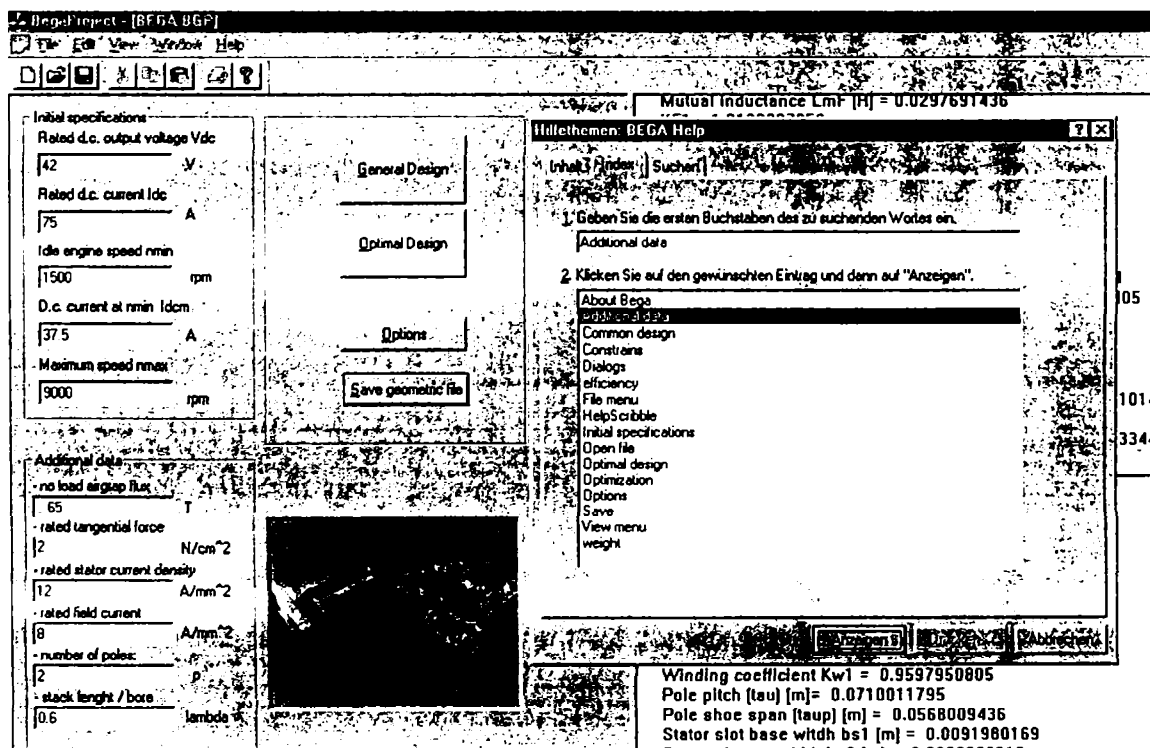 BegaProject - [BEGA BGP]
File Edit View Window Help
Mutual Inductance LmF [H] = 0.0297691436
Initial specifications
Rated d.c. output voltage Vdc
42 V
Rated d.c. current Idc
75 A
Idle engine speed nmin
1500 rpm
D.c. current at nmin Idcm
37.5 A
Maximum speed nmax
9000 rpm
General Design
Optimal Design
Options
Save geometric file
Additional data
- no load airgap flux
65 T
- rated tangential force
2 N/cm^2
- rated stator current density
12 A/mm^2
- rated field current
8 A/mm^2
- number of poles:
2 p
- stack lenght / bore
0.6 lambda
Hilfethemen: BEGA Help
Inhalt Index Suchen
1. Geben Sie die ersten Buchstaben des zu suchenden Wortes ein.
Additional data
2. Klicken Sie auf den gewünschten Eintrag und dann auf "Anzeigen".
About Bega
Additional data
Common design
Constrains
Dialogs
efficiency
File menu
HelpScribble
Initial specifications
Open file
Optimal design
Optimization
Options
Save
View menu
weight
Anzeigen Abbrechen
05
1014
3344
Winding coefficient Kw1 = 0.9597950805
Pole pitch (tau) [m]= 0.0710011795
Pole shoe span (taup) [m] = 0.0568009436
Stator slot base witdh bs1 [m] = 0.0091980169